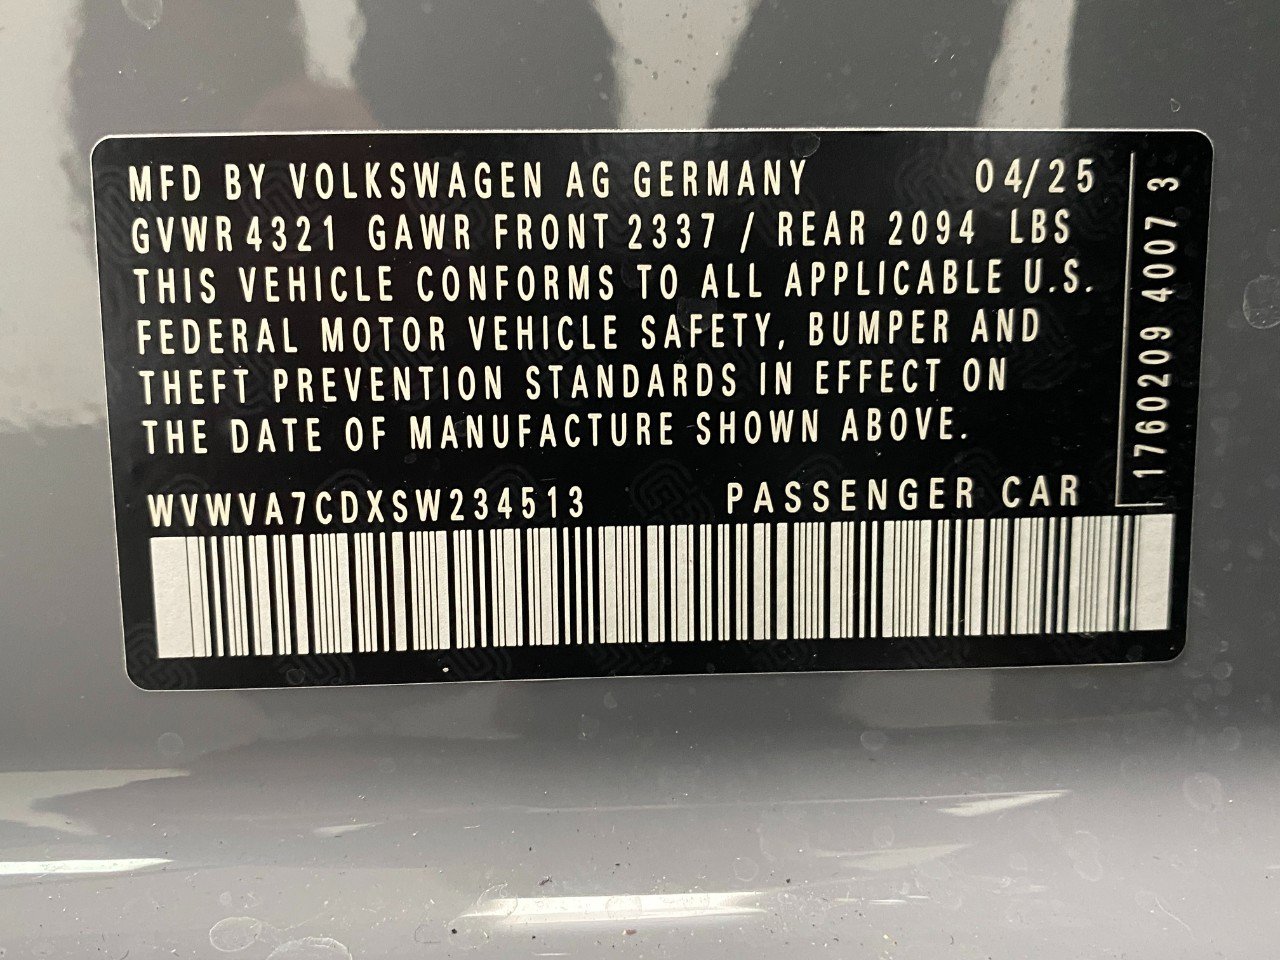 MFD BY VOLKSWAGEN AG GERMANY 04/25
GVWR 4321 GAWR FRONT 2337 / REAR 2094 LBS
THIS VEHICLE CONFORMS TO ALL APPLICABLE U.S.
FEDERAL MOTOR VEHICLE SAFETY, BUMPER AND
THEFT PREVENTION STANDARDS IN EFFECT ON
THE DATE OF MANUFACTURE SHOWN ABOVE.
WVWVA7CDXSW234513 PASSENGER CAR
1760209 4007 3